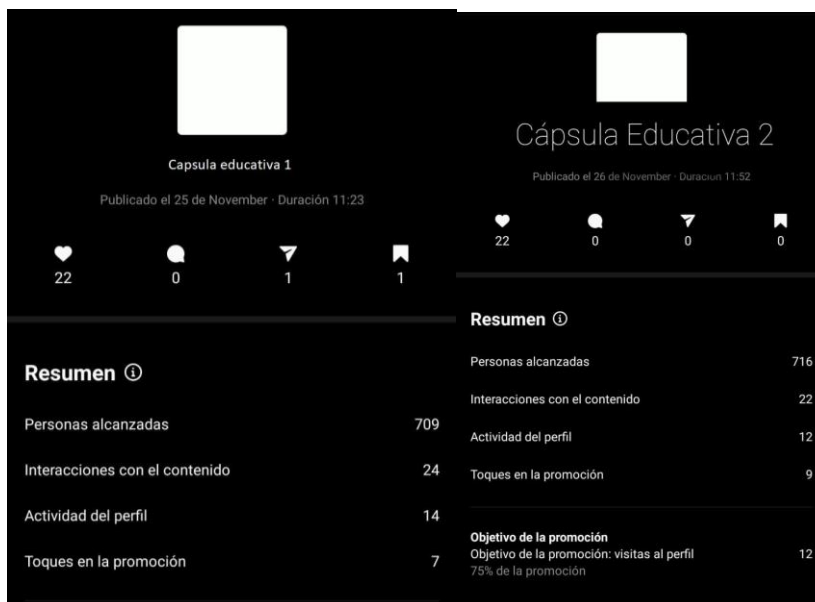 Capsula educativa 1
Publicado el 25 de November · Duración 11:23
22
0
1
1
Resumen
Personas alcanzadas 709
Interacciones con el contenido 24
Actividad del perfil 14
Toques en la promoción 7
Cápsula Educativa 2
Publicado el 26 de November · Duración 11:52
22
0
0
0
Resumen
Personas alcanzadas 716
Interacciones con el contenido 22
Actividad del perfil 12
Toques en la promoción 9
Objetivo de la promoción
Objetivo de la promoción: visitas al perfil 12
75% de la promoción